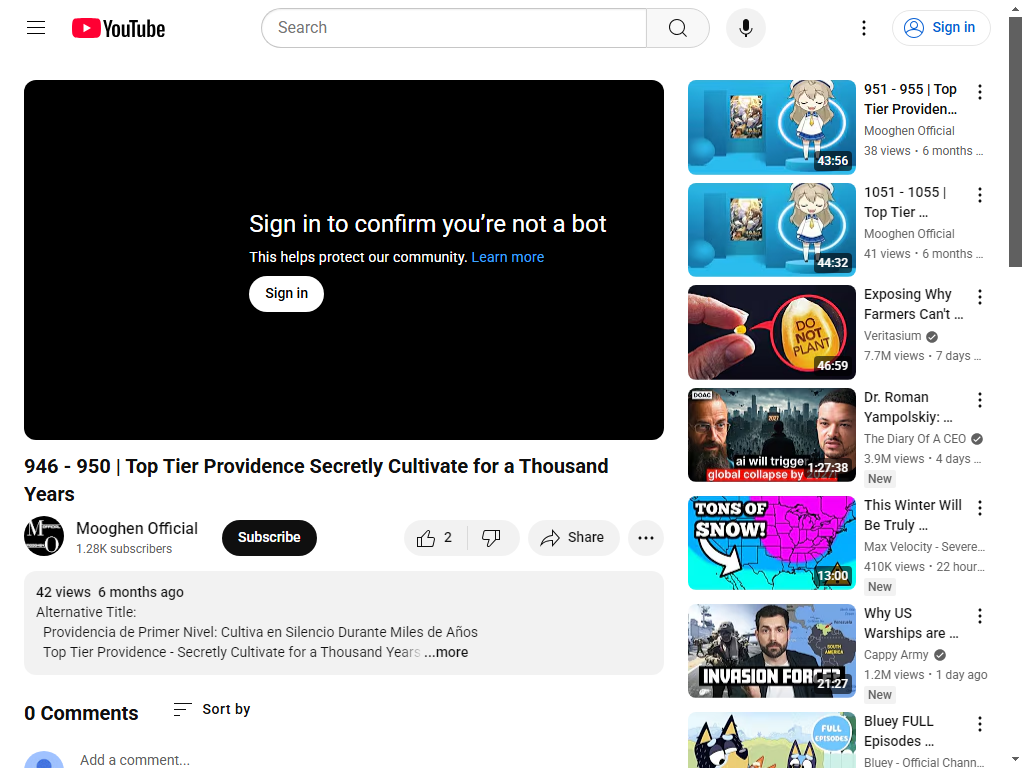 YouTube
Search
Sign in
Sign in to confirm you’re not a bot
This helps protect our community. Learn more
Sign in
946 - 950 | Top Tier Providence Secretly Cultivate for a Thousand
Years
Mooghen Official
1.28K subscribers
Subscribe
2
Share
42 views 6 months ago
Alternative Title:
Providencia de Primer Nivel: Cultiva en Silencio Durante Miles de Años
Top Tier Providence - Secretly Cultivate for a Thousand Years ...more
0 Comments
Sort by
Add a comment...
43:56
951 - 955 | Top
Tier Providen...
Mooghen Official
38 views • 6 months ...
44:32
1051 - 1055 |
Top Tier ...
Mooghen Official
41 views • 6 months ...
DO
NOT
PLANT
46:59
Exposing Why
Farmers Can't ...
Veritasium
7.7M views • 7 days ...
DOAC
2027
ai will trigge
global collapse by
1:27:38
Dr. Roman
Yampolskiy: ...
The Diary Of A CEO
3.9M views • 4 days ...
New
TONS OF
SNOW!
13:00
This Winter Will
Be Truly ...
Max Velocity - Severe...
410K views • 22 hour...
New
SOUTH
AMERICA
INVASION FORCE?
21:27
Why US
Warships are ...
Cappy Army
1.2M views • 1 day ago
New
FULL
EPISODES
Bluey FULL
Episodes ...
Bluey - Official Chann...